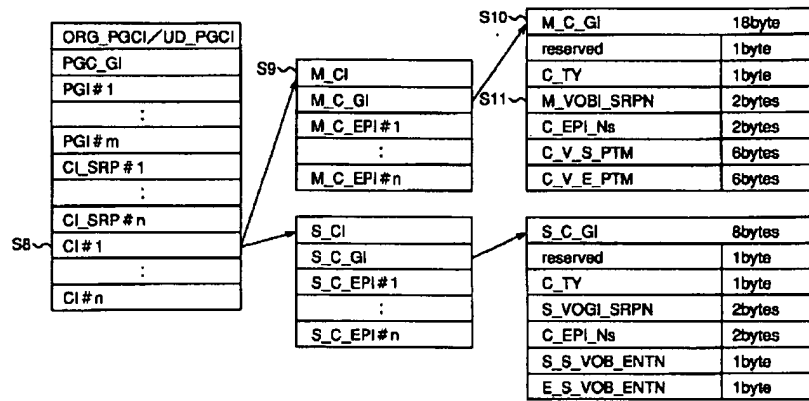 ORG_PGCI/UD_PGCI
PGC_GI
PGI#1
:
PGI#m
CI_SRP#1
:
CI_SRP#n
S8 CI#1
:
CI#n
S9 M_CI
M_C_GI
M_C_EPI#1
:
M_C_EPI#n
S_CI
S_C_GI
S_C_EPI#1
:
S_C_EPI#n
S10 M_C_GI 18byte
reserved 1byte
C_TY 1byte
S11 M_VOBI_SRPN 2bytes
C_EPI_Ns 2bytes
C_V_S_PTM 6bytes
C_V_E_PTM 6bytes
S_C_GI 8bytes
reserved 1byte
C_TY 1byte
S_VOGI_SRPN 2bytes
C_EPI_Ns 2bytes
S_S_VOB_ENTN 1byte
E_S_VOB_ENTN 1byte